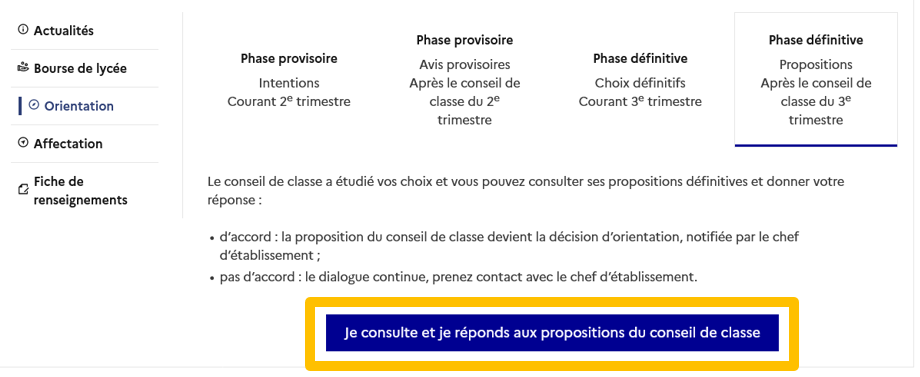 Actualités
Bourse de lycée
Orientation
Affectation
Fiche de
renseignements
Phase provisoire
Intentions
Courant 2e trimestre
Phase provisoire
Avis provisoires
Après le conseil de
classe du 2e
trimestre
Phase définitive
Choix définitifs
Courant 3e trimestre
Phase définitive
Propositions
Après le conseil de
classe du 3e
trimestre
Le conseil de classe a étudié vos choix et vous pouvez consulter ses propositions définitives et donner votre
réponse :
• d'accord : la proposition du conseil de classe devient la décision d'orientation, notifiée par le chef
d'établissement ;
• pas d'accord : le dialogue continue, prenez contact avec le chef d'établissement.
Je consulte et je réponds aux propositions du conseil de classe